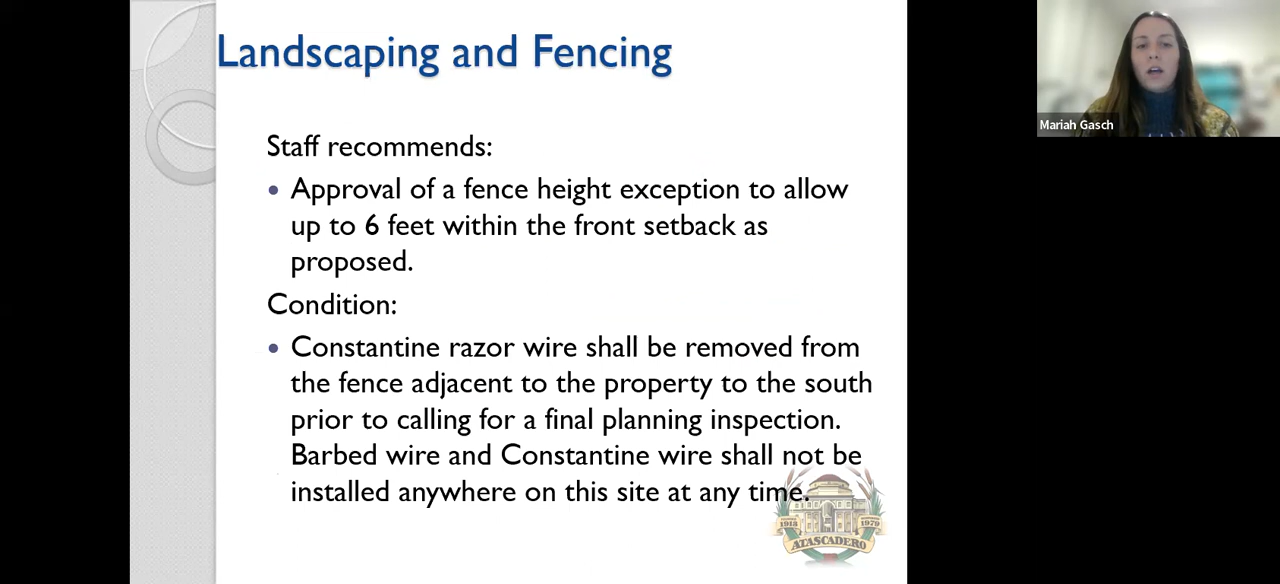 Landscaping and Fencing
Mariah Gasch
Staff recommends:
Approval of a fence height exception to allow
up to 6 feet within the front setback as
proposed.
Condition:
Constantine razor wire shall be removed from
the fence adjacent to the property to the south
prior to calling for a final planning inspection.
Barbed wire and Constantine wire shall not be
installed anywhere on this site at any time.
1913
1979
ATASCADERO